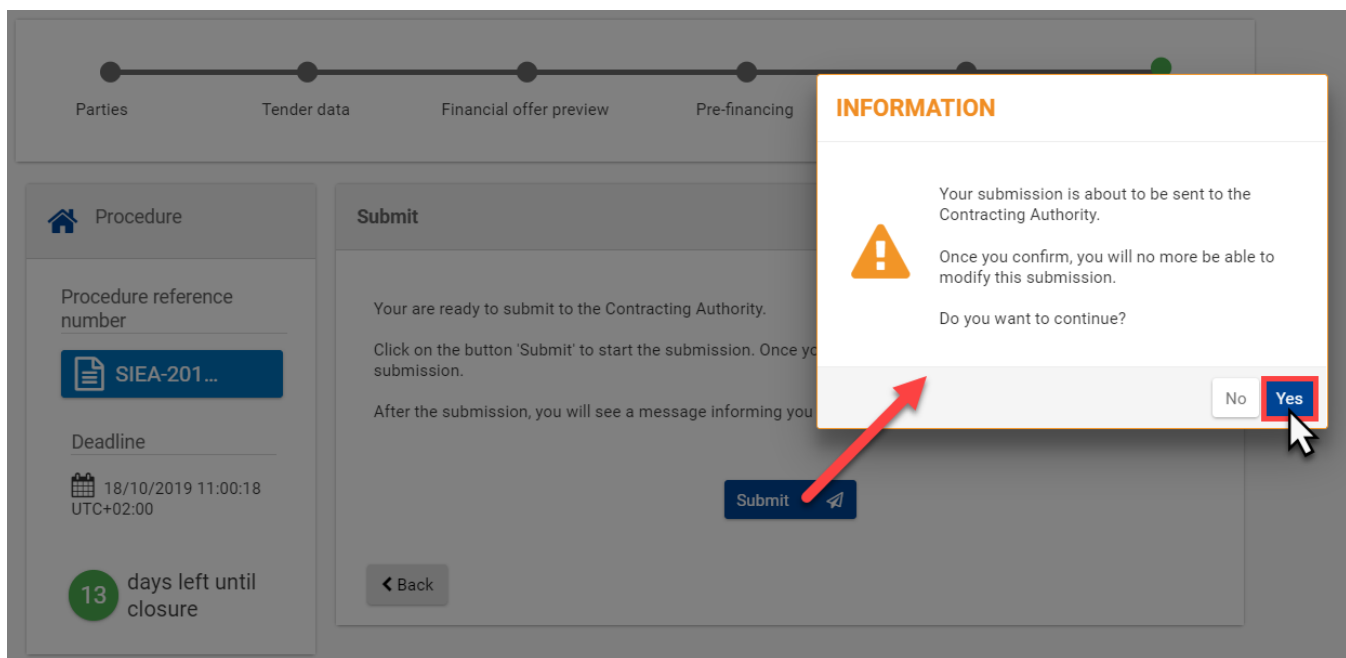 Parties
Tender data
Financial offer preview
Pre-financing
INFORMATION
Your submission is about to be sent to the
Contracting Authority.
Once you confirm, you will no more be able to
modify this submission.
Do you want to continue?
No
Yes
Procedure
Procedure reference
number
SIEA-201...
Deadline
18/10/2019 11:00:18
UTC+02:00
13
days left until
closure
Submit
Your are ready to submit to the Contracting Authority.
Click on the button 'Submit' to start the submission. Once
submission.
After the submission, you will see a message informing you
Submit
Back